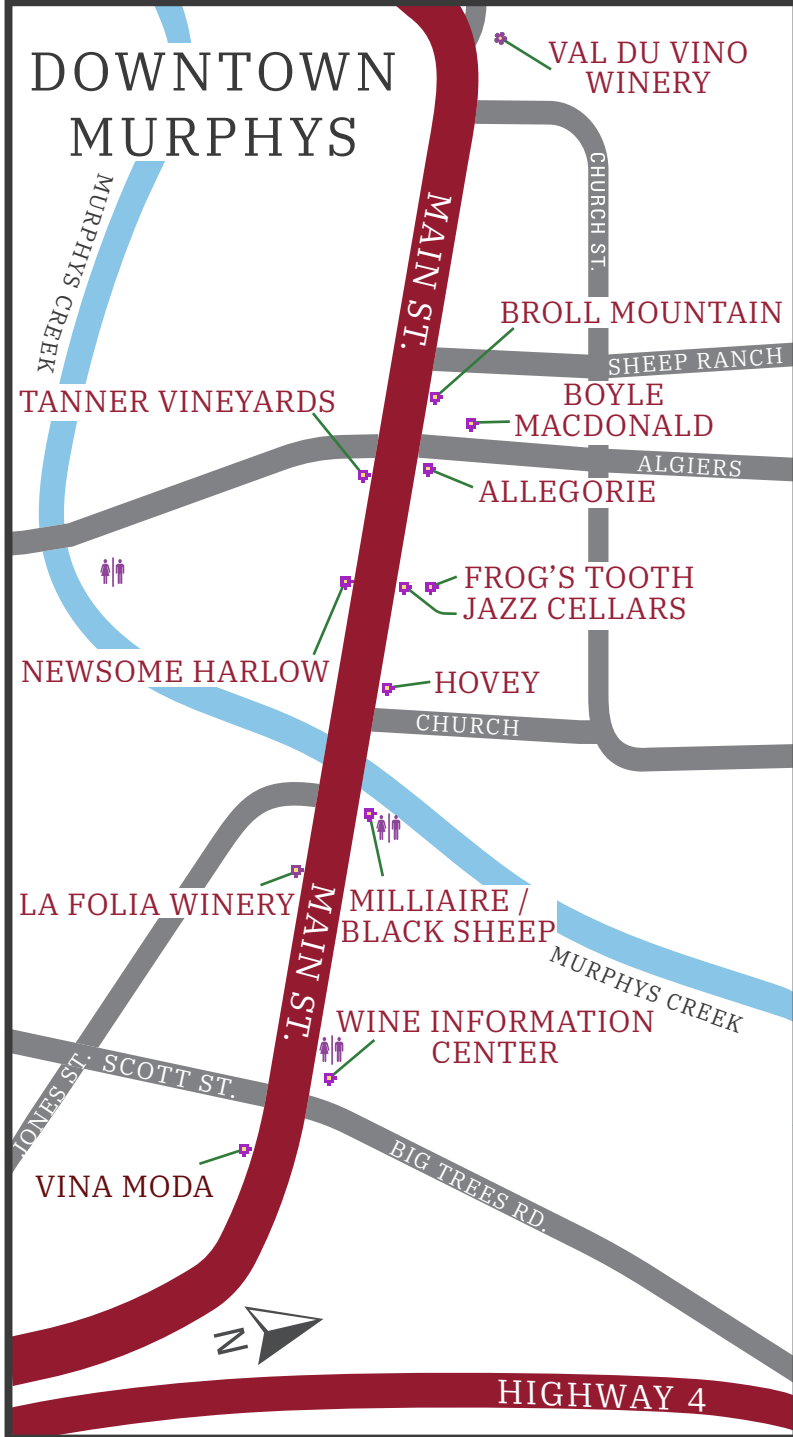 DOWNTOWN
MURPHYS
VAL DU VINO
WINERY
MURPHYS CREEK
CHURCH ST.
MAIN ST.
BROLL MOUNTAIN
SHEEP RANCH
TANNER VINEYARDS
BOYLE
MACDONALD
ALGIERS
ALLEGORIE
FROG'S TOOTH
JAZZ CELLARS
NEWSOME HARLOW
HOVEY
CHURCH
LA FOLIA WINERY
MILLIAIRE /
BLACK SHEEP
MAIN ST.
MURPHYS CREEK
WINE INFORMATION
CENTER
JONES ST.
SCOTT ST.
BIG TREES RD.
VINA MODA
N
HIGHWAY 4